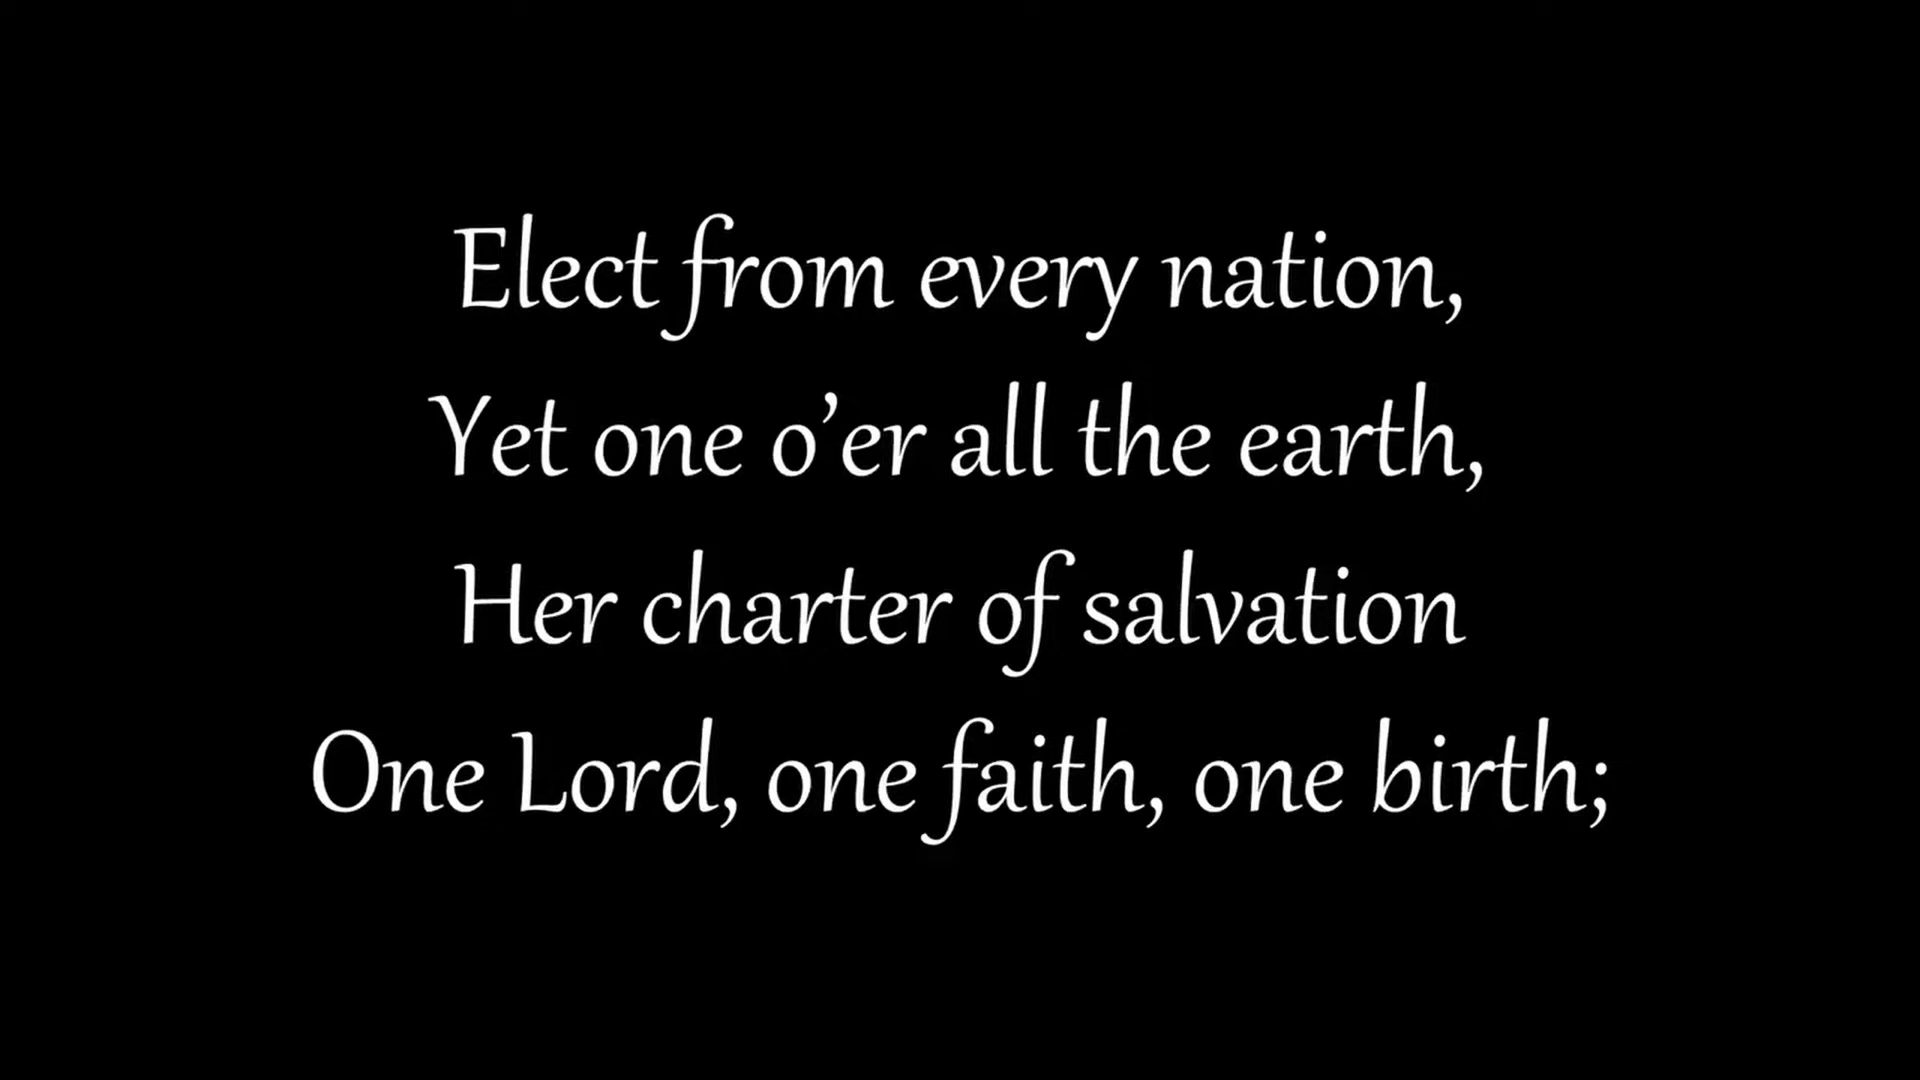 Elect from every nation,
Yet one o’er all the earth,
Her charter of salvation
One Lord, one faith, one birth;